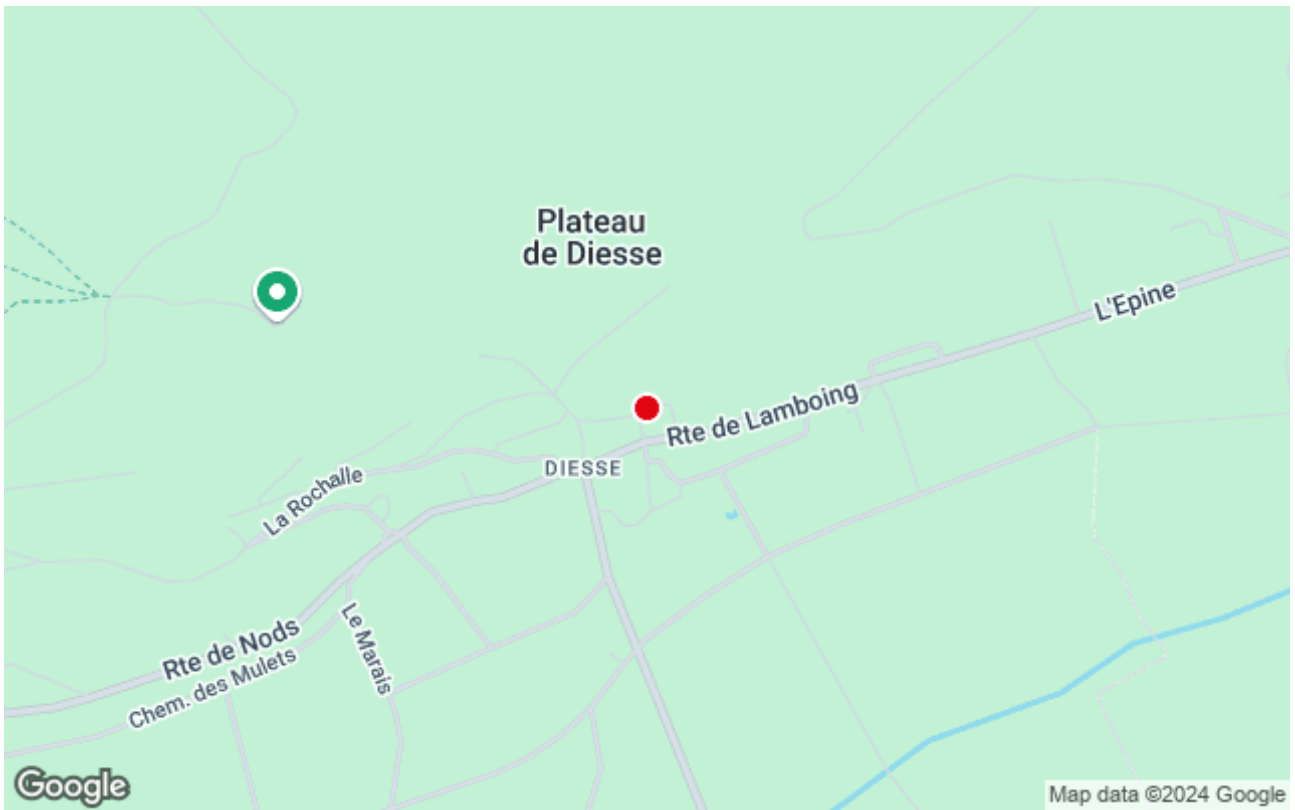 Plateau
de Diesse
L'Epine
Rte de Lamboing
DIESSE
La Rochalle
Rte de Nods
Le Marais
Chem. des Mulets
Google
Map data ©2024 Google